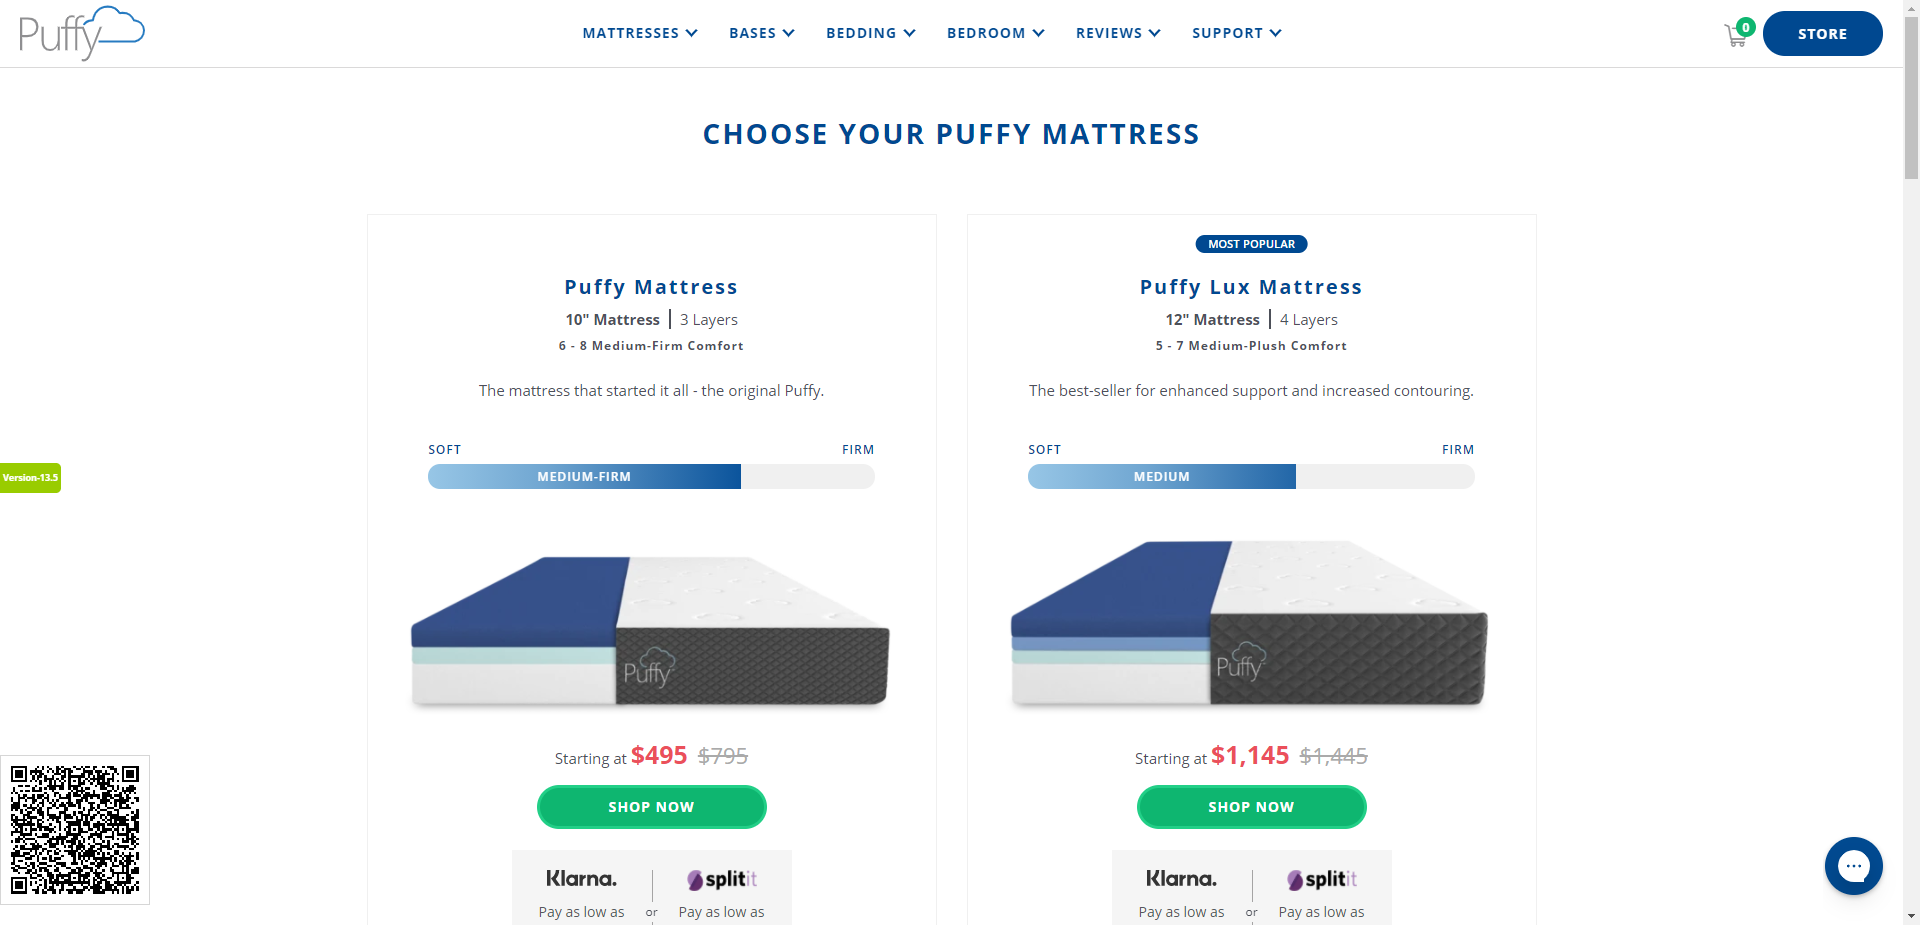 Puffy
MATTRESSES
BASES
BEDDING
BEDROOM
REVIEWS
SUPPORT
0
STORE
CHOOSE YOUR PUFFY MATTRESS
Puffy Mattress
10" Mattress | 3 Layers
6 - 8 Medium-Firm Comfort
The mattress that started it all - the original Puffy.
SOFT FIRM
MEDIUM-FIRM
Puffy
Starting at $495 $795
SHOP NOW
Klarna.
splitit
Pay as low as or Pay as low as
MOST POPULAR
Puffy Lux Mattress
12" Mattress | 4 Layers
5 - 7 Medium-Plush Comfort
The best-seller for enhanced support and increased contouring.
SOFT FIRM
MEDIUM
Puffy
Starting at $1,145 $1,445
SHOP NOW
Klarna.
splitit
Pay as low as or Pay as low as
Version-13.5